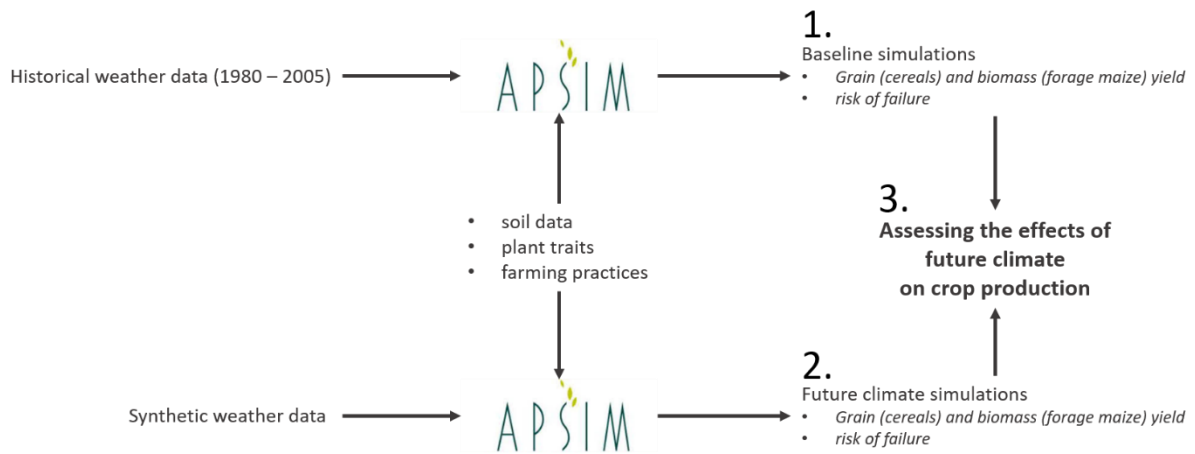 Historical weather data (1980 – 2005)
APSIM
1.
Baseline simulations
• Grain (cereals) and biomass (forage maize) yield
• risk of failure
• soil data
• plant traits
• farming practices
3.
Assessing the effects of
future climate
on crop production
Synthetic weather data
APSIM
2.
Future climate simulations
• Grain (cereals) and biomass (forage maize) yield
• risk of failure